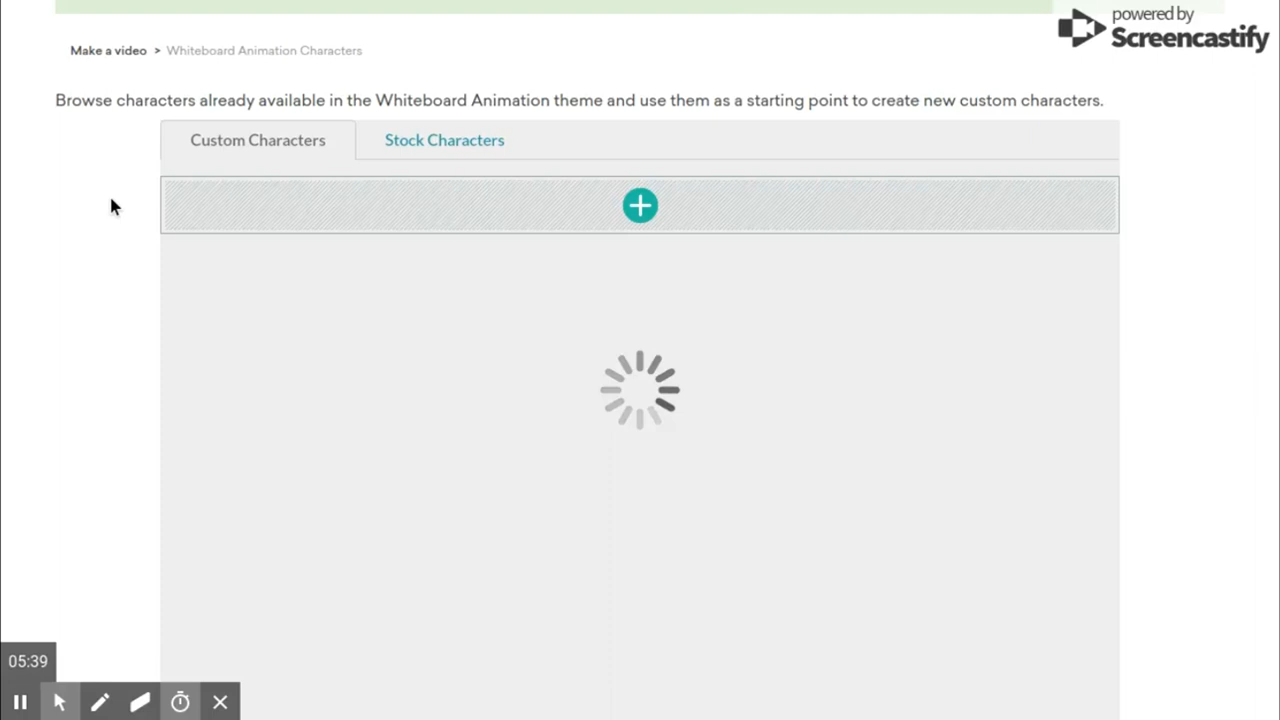 powered by
Screencastify
Make a video > Whiteboard Animation Characters
Browse characters already available in the Whiteboard Animation theme and use them as a starting point to create new custom characters.
Custom Characters
Stock Characters
05:39